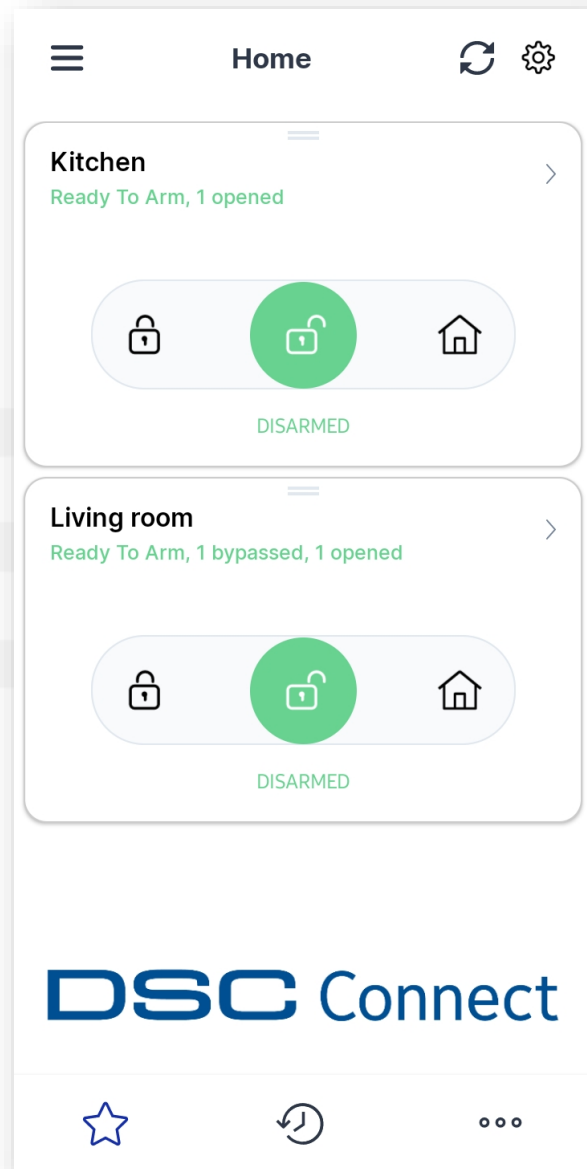 Home
Kitchen
Ready To Arm, 1 opened
DISARMED
Living room
Ready To Arm, 1 bypassed, 1 opened
DISARMED
DSC Connect